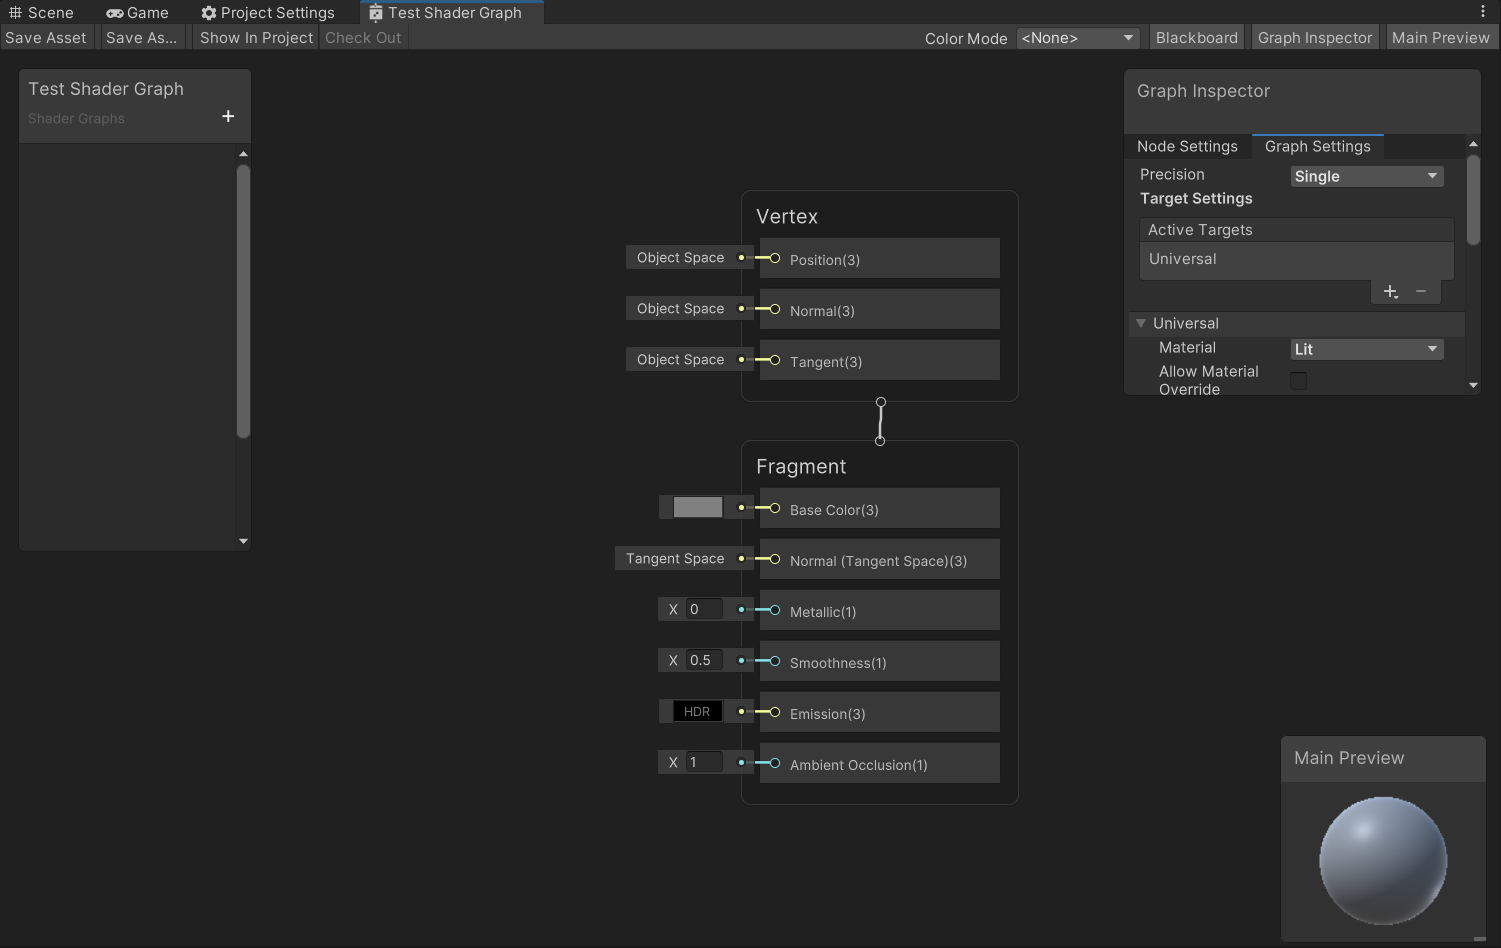 Scene Game Project Settings Test Shader Graph
Save Asset Save As... Show In Project Check Out Color Mode <None> Blackboard Graph Inspector Main Preview
Test Shader Graph
Shader Graphs
+
Graph Inspector
Node Settings Graph Settings
Precision Single
Target Settings
Active Targets
Universal
+ −
Universal
Material Lit
Allow Material
Override
Vertex
Object Space Position(3)
Object Space Normal(3)
Object Space Tangent(3)
Fragment
Base Color(3)
Tangent Space Normal (Tangent Space)(3)
X 0 Metallic(1)
X 0.5 Smoothness(1)
HDR Emission(3)
X 1 Ambient Occlusion(1)
Main Preview